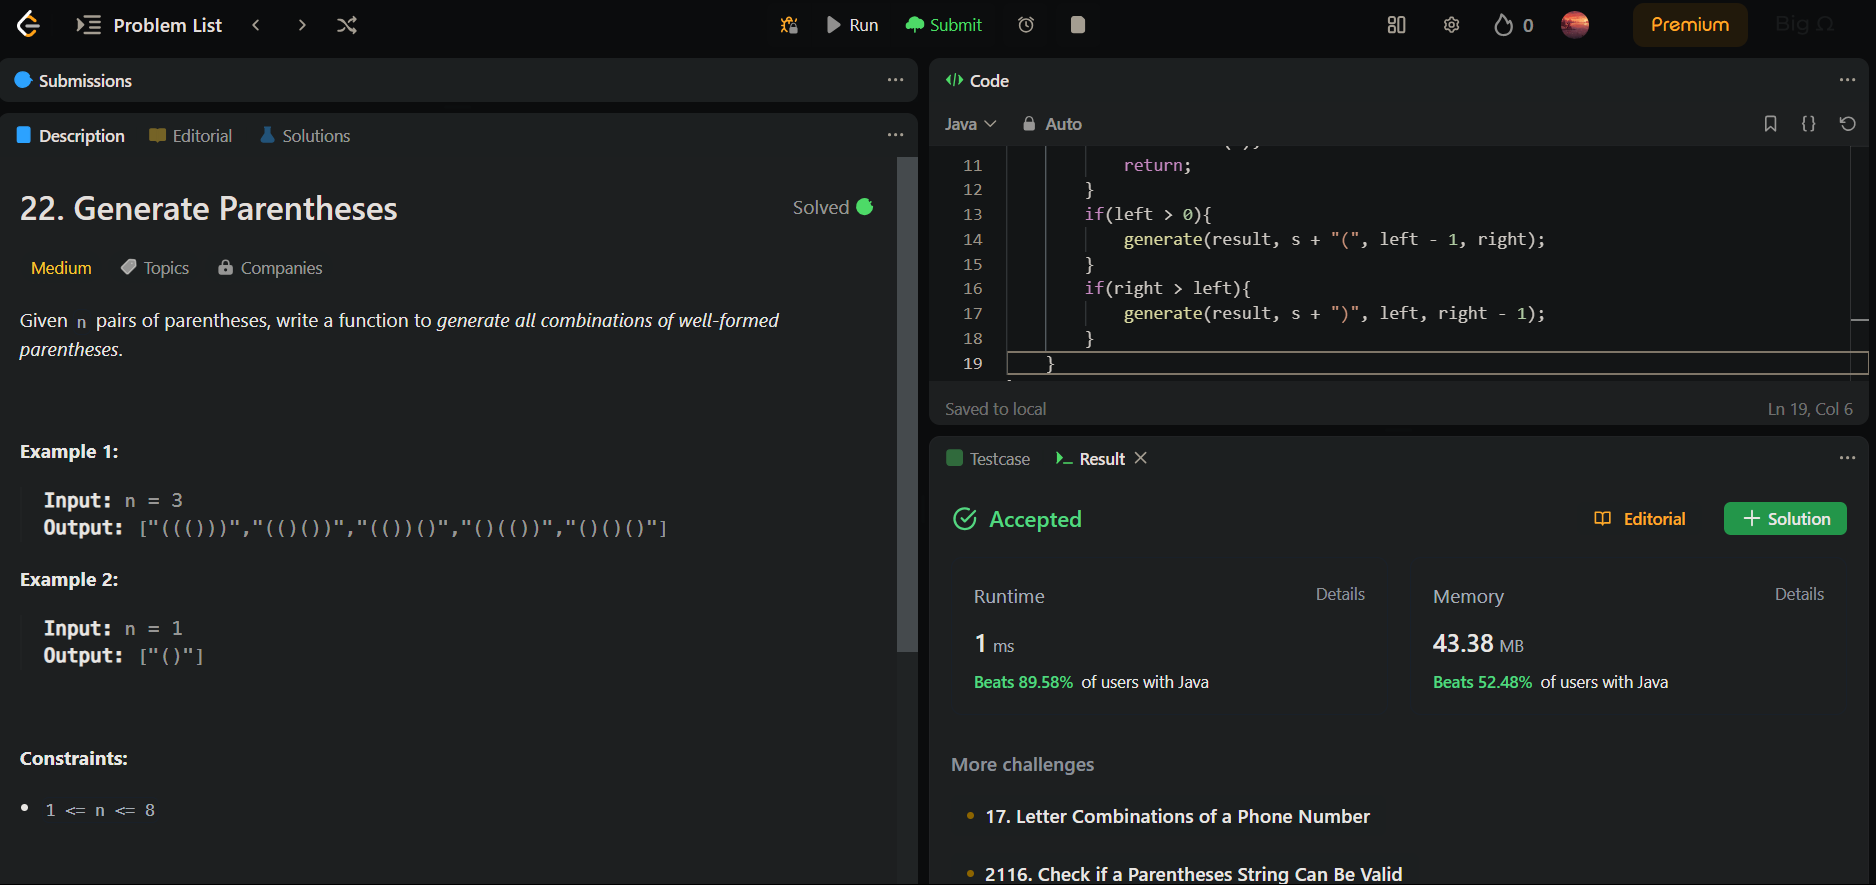 Problem List
Run
Submit
0
Premium
Big Ω
Submissions
Description
Editorial
Solutions
22. Generate Parentheses
Solved
Medium
Topics
Companies
Given n pairs of parentheses, write a function to generate all combinations of well-formed
parentheses.
Example 1:
Input: n = 3
Output: ["((()))","(()())","(())()","()(())","()()()"]
Example 2:
Input: n = 1
Output: ["()"]
Constraints:
1 <= n <= 8
</> Code
Java
Auto
{}
11 return;
12 }
13 if(left > 0){
14 generate(result, s + "(", left - 1, right);
15 }
16 if(right > left){
17 generate(result, s + ")", left, right - 1);
18 }
19 }
Saved to local
Ln 19, Col 6
Testcase
>_ Result
Accepted
Editorial
+ Solution
Runtime
Details
1 ms
Beats 89.58% of users with Java
Memory
Details
43.38 MB
Beats 52.48% of users with Java
More challenges
17. Letter Combinations of a Phone Number
2116. Check if a Parentheses String Can Be Valid